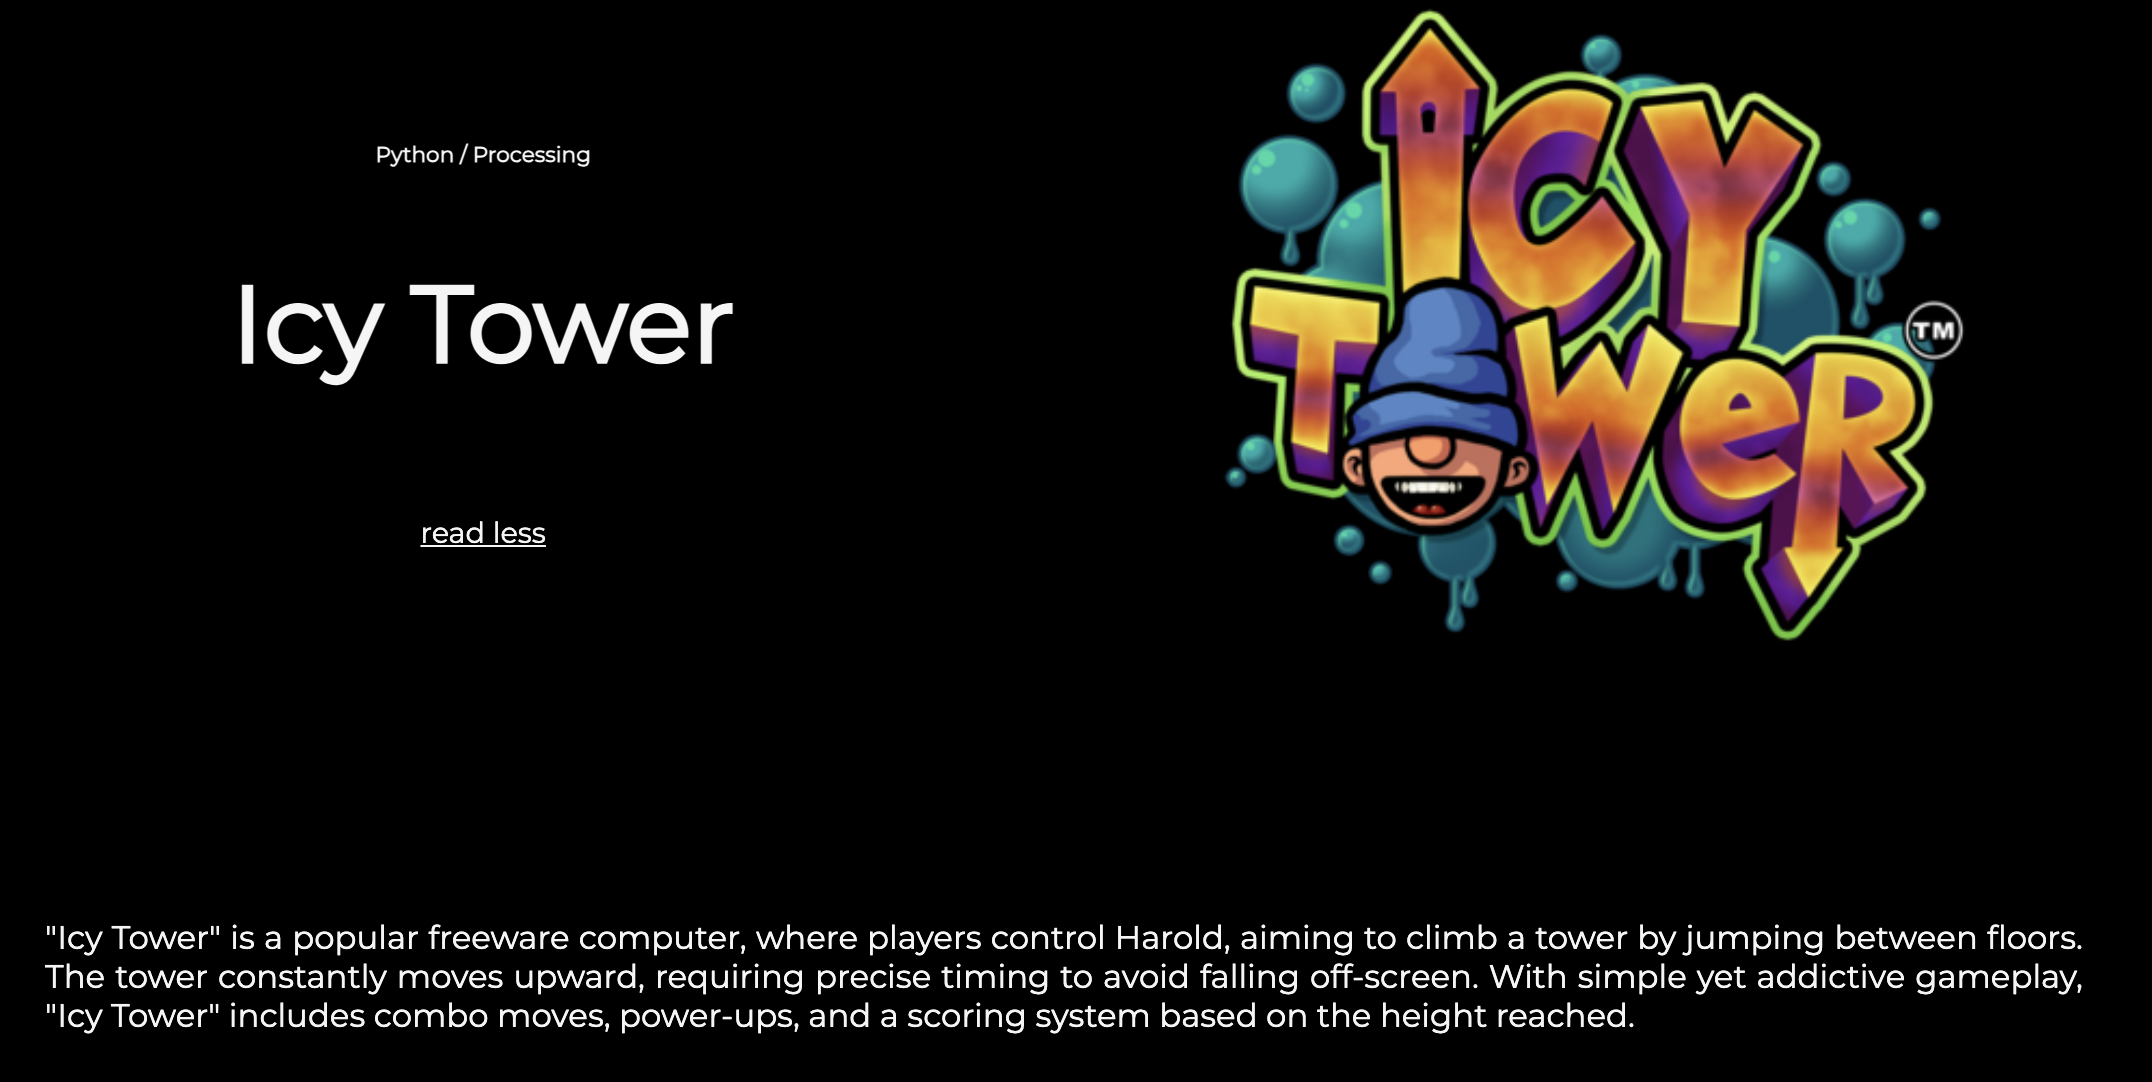 Python / Processing
Icy Tower
read less
ICY
TOWeR
TM
"Icy Tower" is a popular freeware computer, where players control Harold, aiming to climb a tower by jumping between floors.
The tower constantly moves upward, requiring precise timing to avoid falling off-screen. With simple yet addictive gameplay,
"Icy Tower" includes combo moves, power-ups, and a scoring system based on the height reached.